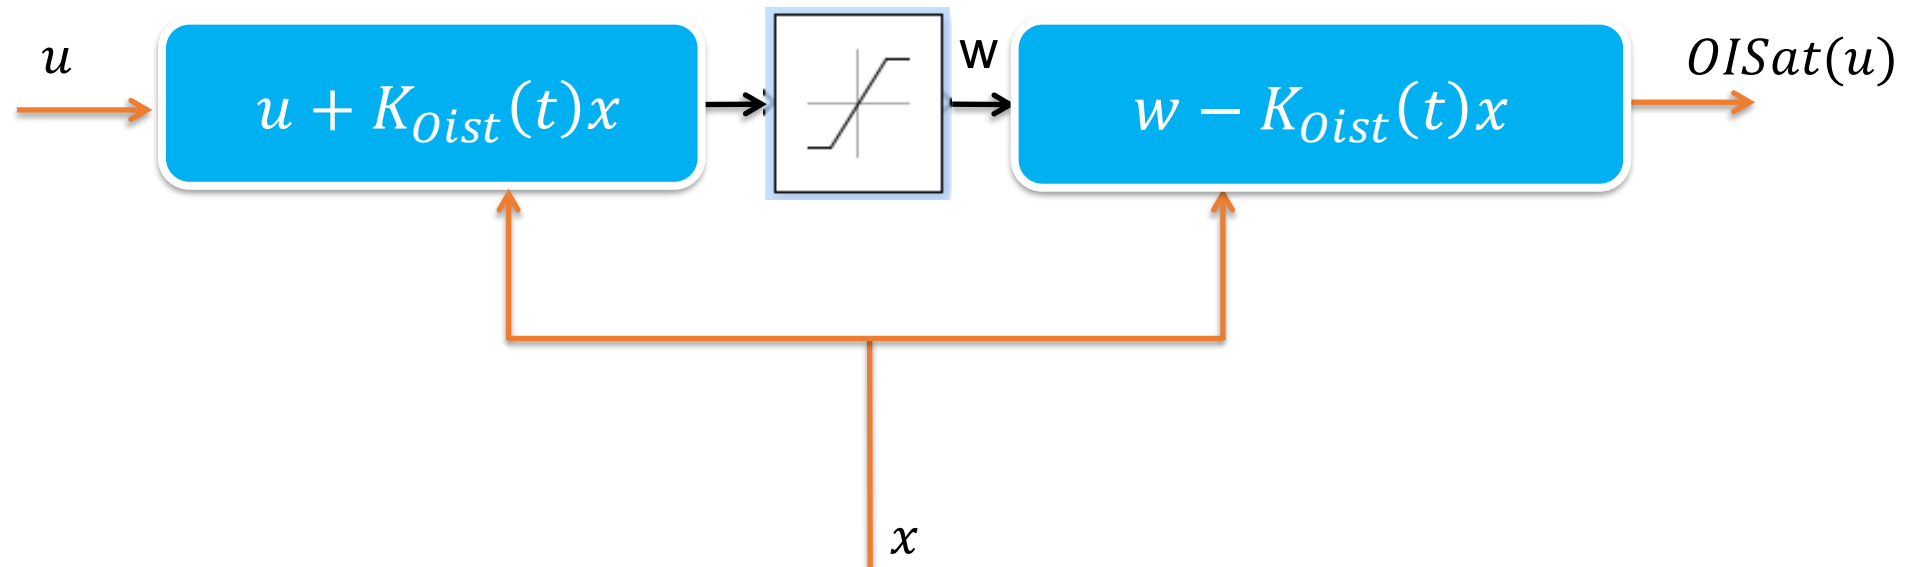 u
u + K_{Oist}(t)x
w
w − K_{Oist}(t)x
OISat(u)
x